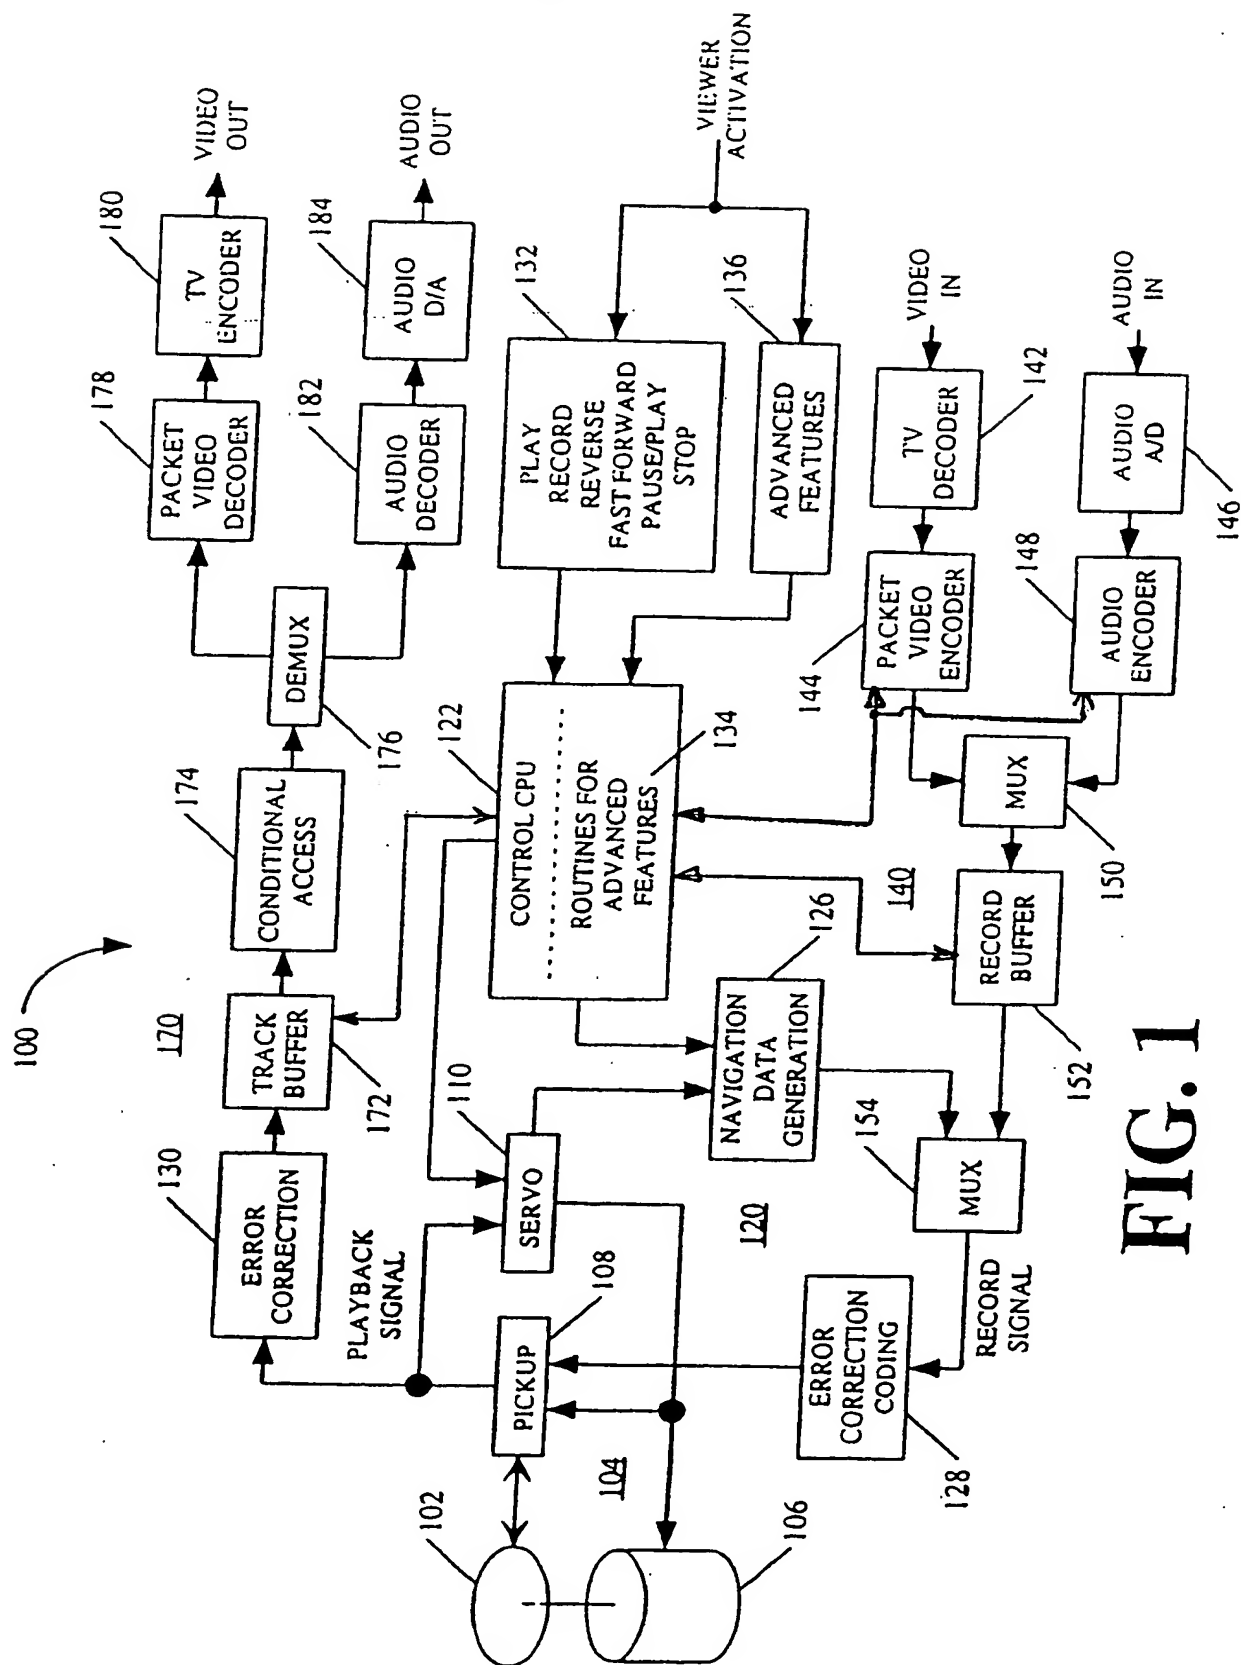 100
170
130
ERROR
CORRECTION
TRACK
BUFFER
172
174
CONDITIONAL
ACCESS
DEMUX
176
178
PACKET
VIDEO
DECODER
180
TV
ENCODER
VIDEO
OUT
182
AUDIO
DECODER
184
AUDIO
D/A
AUDIO
OUT
PLAYBACK
SIGNAL
102
PICKUP
108
104
106
110
SERVO
120
122
CONTROL CPU
ROUTINES FOR
ADVANCED
FEATURES
134
132
PLAY
RECORD
REVERSE
FAST FORWARD
PAUSE/PLAY
STOP
136
ADVANCED
FEATURES
VIEWER
ACTIVATION
126
NAVIGATION
DATA
GENERATION
140
144
PACKET
VIDEO
ENCODER
TV
DECODER
142
VIDEO
IN
148
AUDIO
ENCODER
AUDIO
A/D
146
AUDIO
IN
MUX
150
RECORD
BUFFER
152
154
MUX
RECORD
SIGNAL
ERROR
CORRECTION
CODING
128
FIG. 1